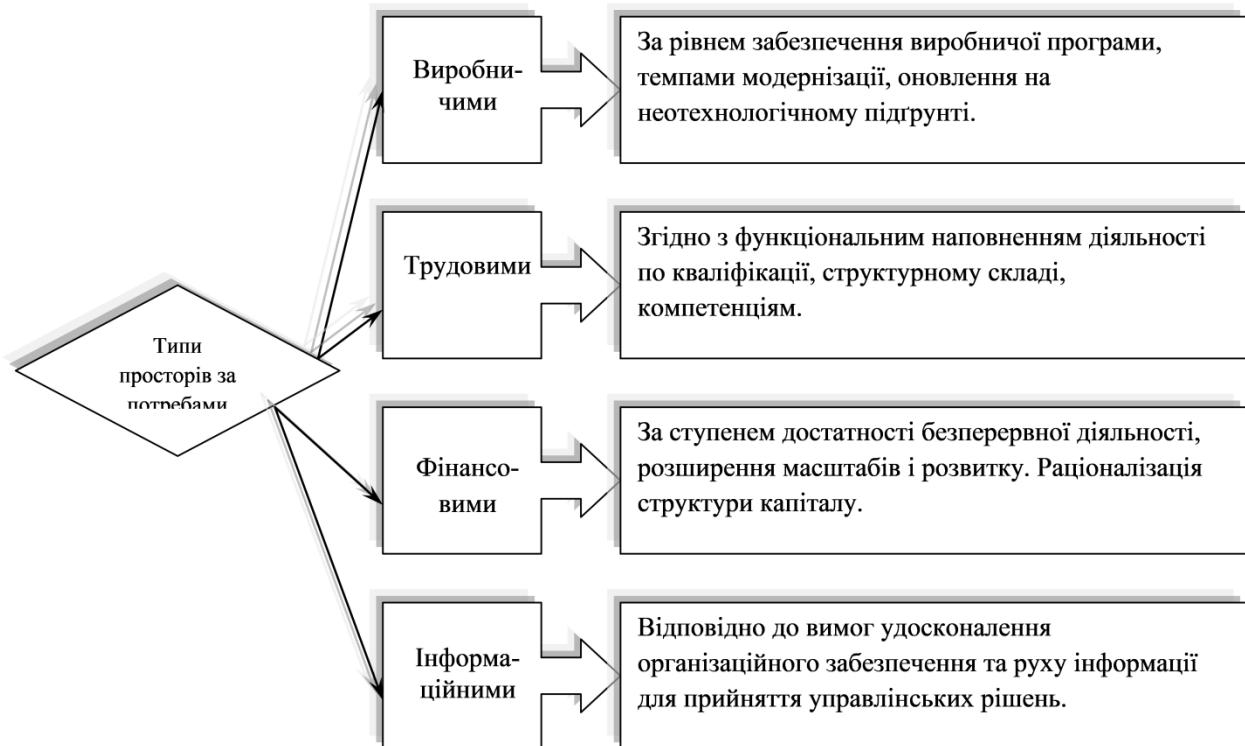 Виробни-
чими
За рівнем забезпечення виробничої програми,
темпами модернізації, оновлення на
неотехнологічному підґрунті.
Трудовими
Згідно з функціональним наповненням діяльності
по кваліфікації, структурному складі,
компетенціям.
Типи
просторів за
потребами
Фінансо-
вими
За ступенем достатності безперервної діяльності,
розширення масштабів і розвитку. Раціоналізація
структури капіталу.
Інформа-
ційними
Відповідно до вимог удосконалення
організаційного забезпечення та руху інформації
для прийняття управлінських рішень.